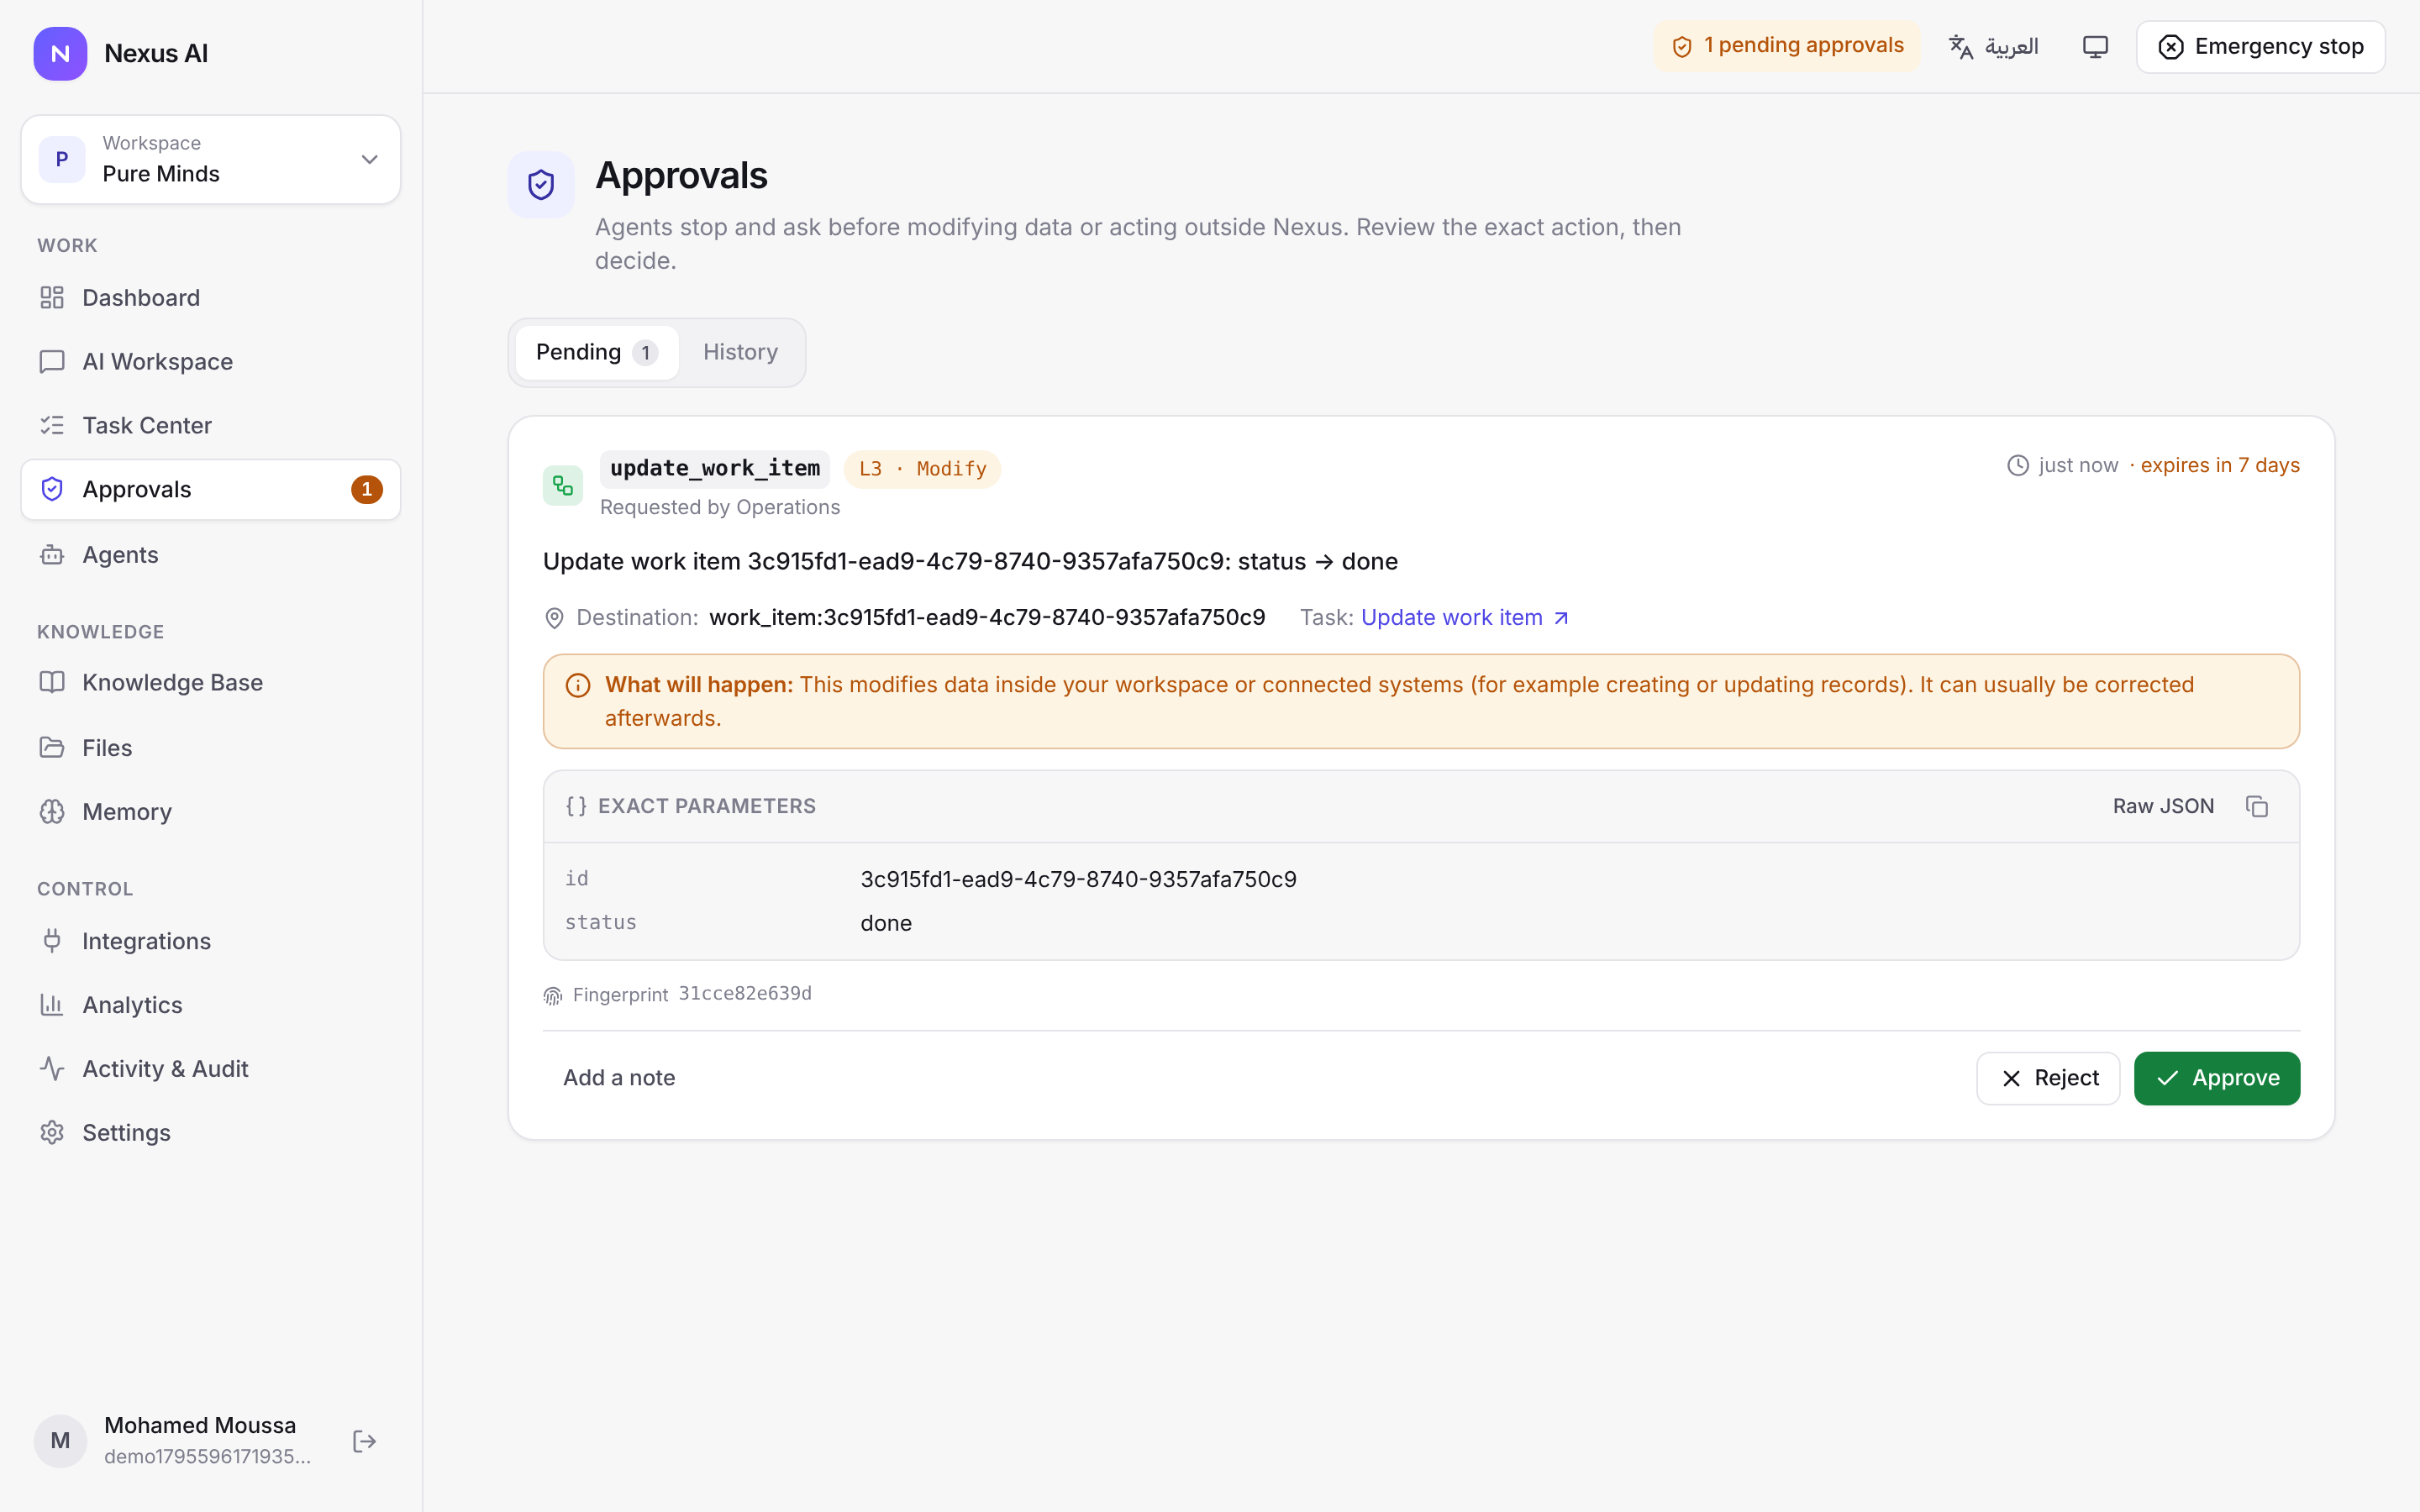 Nexus AI
Workspace
P
Pure Minds
WORK
Dashboard
AI Workspace
Task Center
Approvals
1
Agents
KNOWLEDGE
Knowledge Base
Files
Memory
CONTROL
Integrations
Analytics
Activity & Audit
Settings
M
Mohamed Moussa
demo1795596171935...
1 pending approvals
العربية
Emergency stop
Approvals
Agents stop and ask before modifying data or acting outside Nexus. Review the exact action, then
decide.
Pending 1
History
update_work_item
L3 · Modify
just now · expires in 7 days
Requested by Operations
Update work item 3c915fd1-ead9-4c79-8740-9357afa750c9: status → done
Destination: work_item:3c915fd1-ead9-4c79-8740-9357afa750c9
Task: Update work item
What will happen: This modifies data inside your workspace or connected systems (for example creating or updating records). It can usually be corrected
afterwards.
{} EXACT PARAMETERS
Raw JSON
id 3c915fd1-ead9-4c79-8740-9357afa750c9
status done
Fingerprint 31cce82e639d
Add a note
Reject
Approve